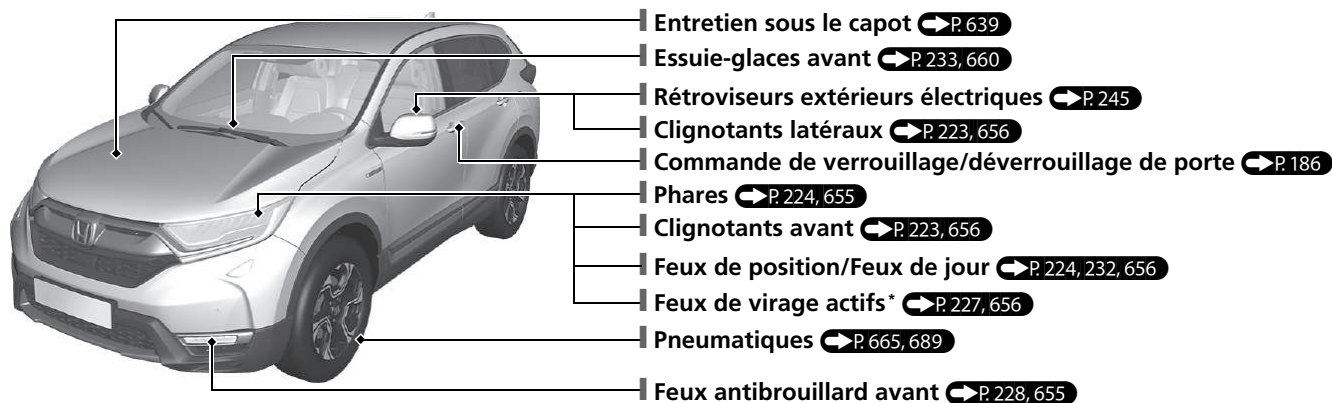 Entretien sous le capot P. 639
Essuie-glaces avant P. 233, 660
Rétroviseurs extérieurs électriques P. 245
Clignotants latéraux P. 223, 656
Commande de verrouillage/déverrouillage de porte P. 186
Phares P. 224, 655
Clignotants avant P. 223, 656
Feux de position/Feux de jour P. 224, 232, 656
Feux de virage actifs* P. 227, 656
Pneumatiques P. 665, 689
Feux antibrouillard avant P. 228, 655